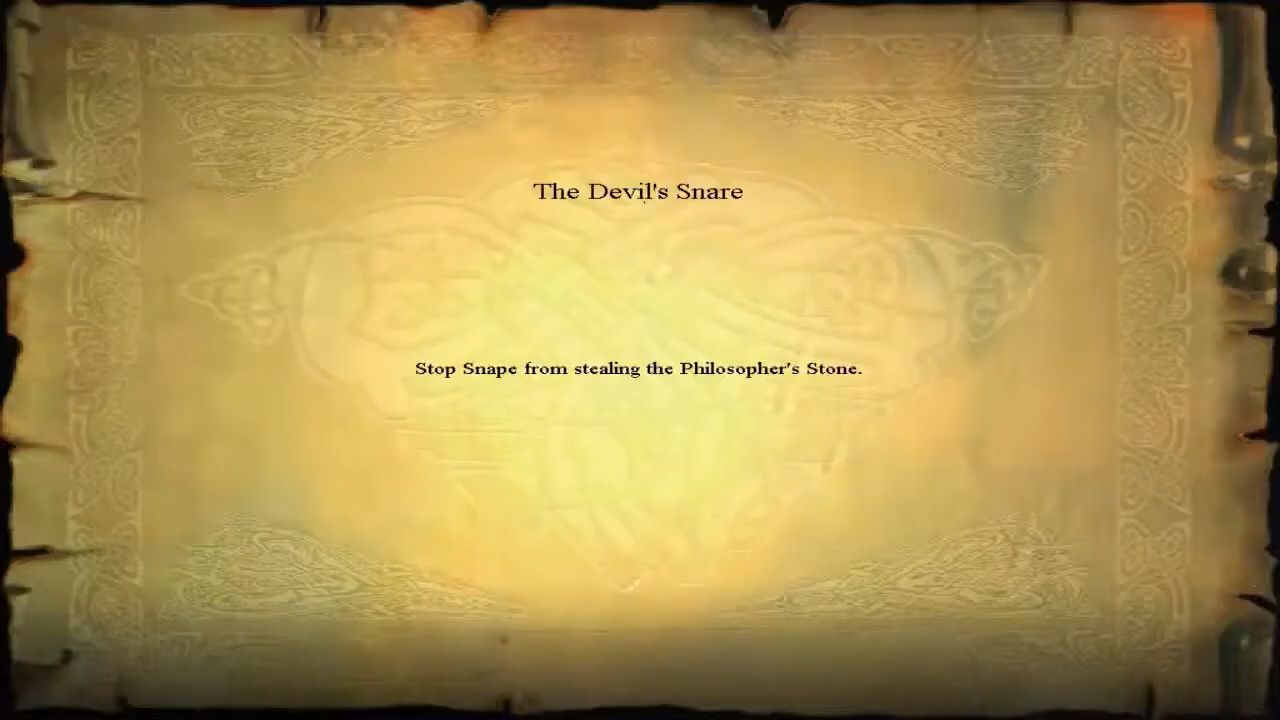 The Devil's Snare
Stop Snape from stealing the Philosopher's Stone.